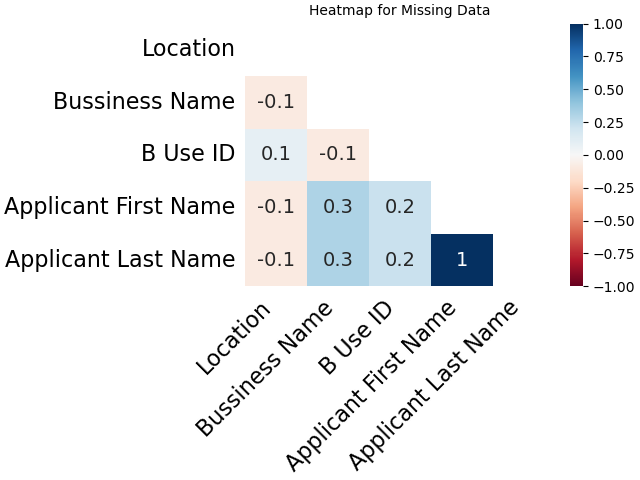 Heatmap for Missing Data
Location
Bussiness Name -0.1
B Use ID 0.1 -0.1
Applicant First Name -0.1 0.3 0.2
Applicant Last Name -0.1 0.3 0.2 1
Location
Bussiness Name
B Use ID
Applicant First Name
Applicant Last Name
1.00
0.75
0.50
0.25
0.00
−0.25
−0.50
−0.75
−1.00